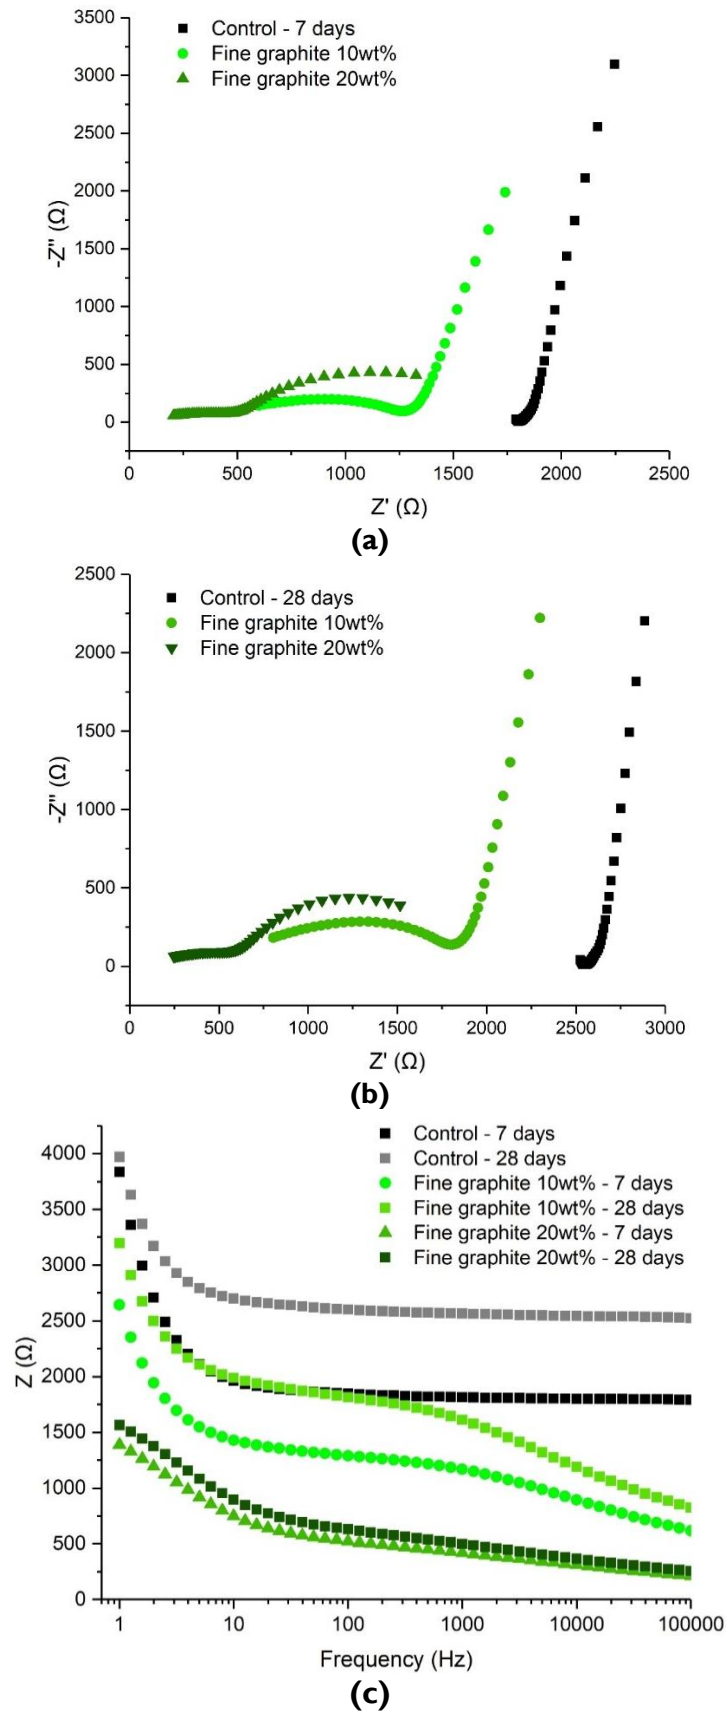 3500
3000
2500
2000
1500
1000
500
0
-Z'' (Ω)
Control - 7 days
Fine graphite 10wt%
Fine graphite 20wt%
0 500 1000 1500 2000 2500
Z' (Ω)
(a)
2500
2000
1500
1000
500
0
-Z'' (Ω)
Control - 28 days
Fine graphite 10wt%
Fine graphite 20wt%
0 500 1000 1500 2000 2500 3000
Z' (Ω)
(b)
4000
3500
3000
2500
2000
1500
1000
500
0
Z (Ω)
Control - 7 days
Control - 28 days
Fine graphite 10wt% - 7 days
Fine graphite 10wt% - 28 days
Fine graphite 20wt% - 7 days
Fine graphite 20wt% - 28 days
1 10 100 1000 10000 100000
Frequency (Hz)
(c)